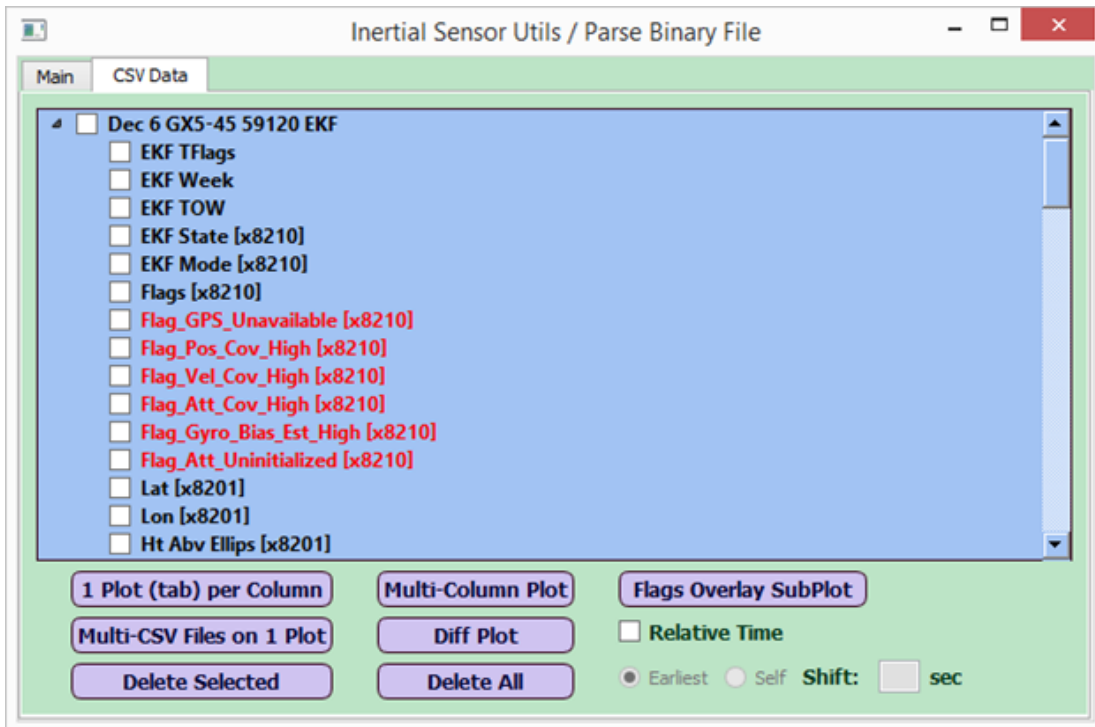 Inertial Sensor Utils / Parse Binary File
Main CSV Data
Dec 6 GX5-45 59120 EKF
EKF TFlags
EKF Week
EKF TOW
EKF State [x8210]
EKF Mode [x8210]
Flags [x8210]
Flag_GPS_Unavailable [x8210]
Flag_Pos_Cov_High [x8210]
Flag_Vel_Cov_High [x8210]
Flag_Att_Cov_High [x8210]
Flag_Gyro_Bias_Est_High [x8210]
Flag_Att_Uninitialized [x8210]
Lat [x8201]
Lon [x8201]
Ht Abv Ellips [x8201]
1 Plot (tab) per Column Multi-Column Plot Flags Overlay SubPlot
Multi-CSV Files on 1 Plot Diff Plot Relative Time
Delete Selected Delete All Earliest Self Shift: sec